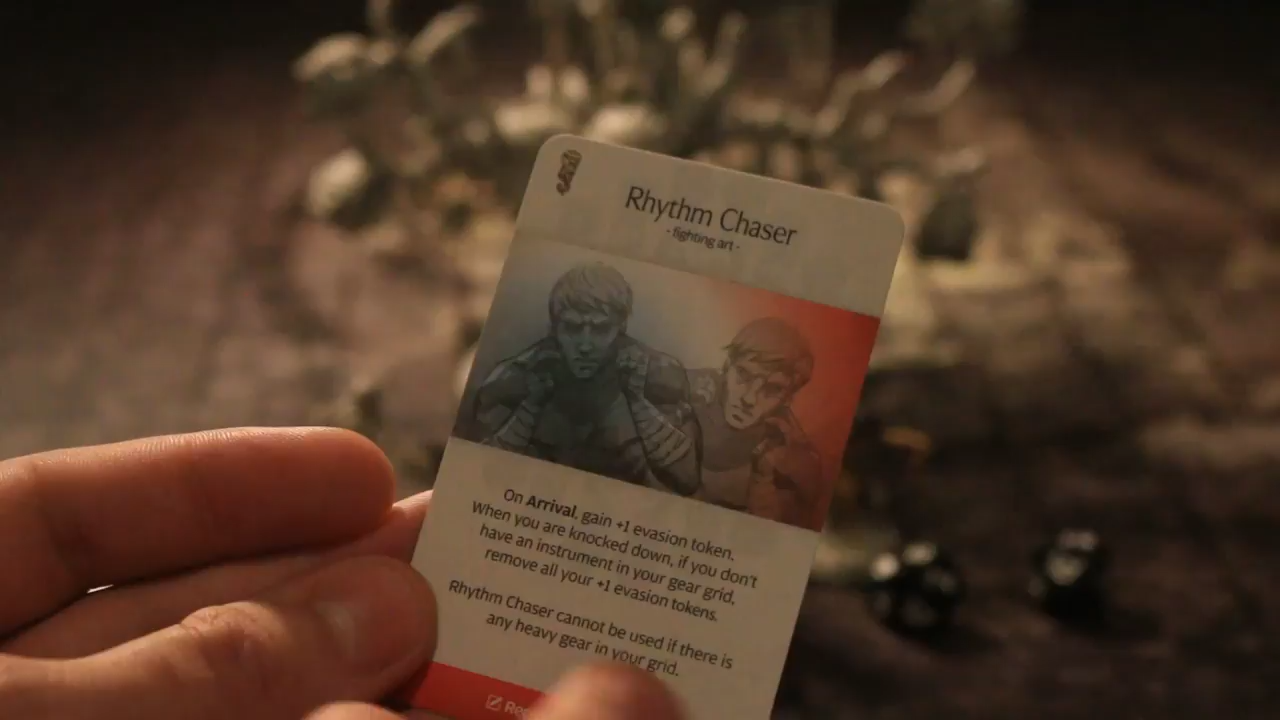 Rhythm Chaser
- fighting art -
On Arrival, gain +1 evasion token.
When you are knocked down, if you don't
have an instrument in your gear grid,
remove all your +1 evasion tokens.
Rhythm Chaser cannot be used if there is
any heavy gear in your grid.